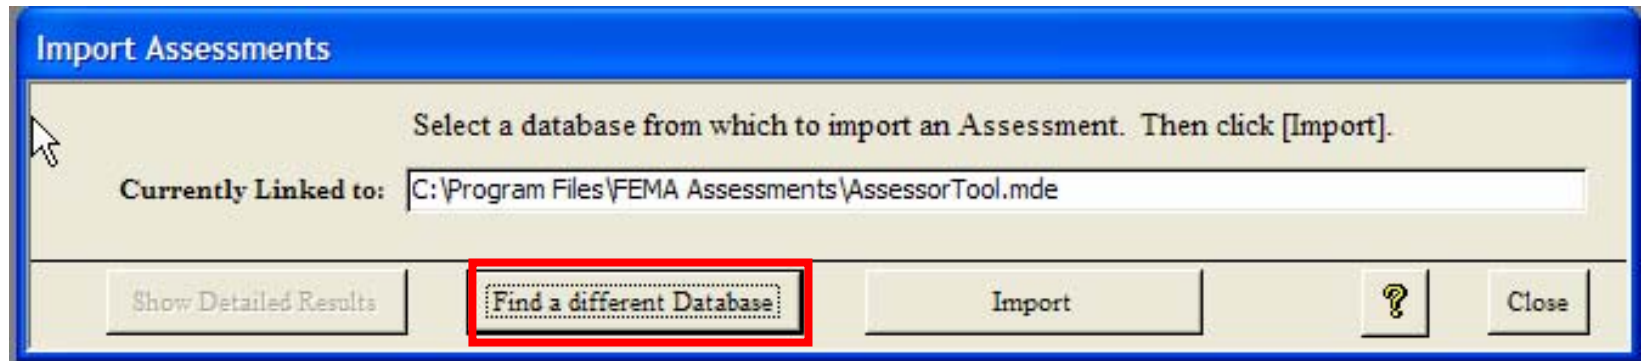 Import Assessments
Select a database from which to import an Assessment. Then click [Import].
Currently Linked to: C:\Program Files\FEMA Assessments\AssessorTool.mde
Show Detailed Results Find a different Database Import ? Close